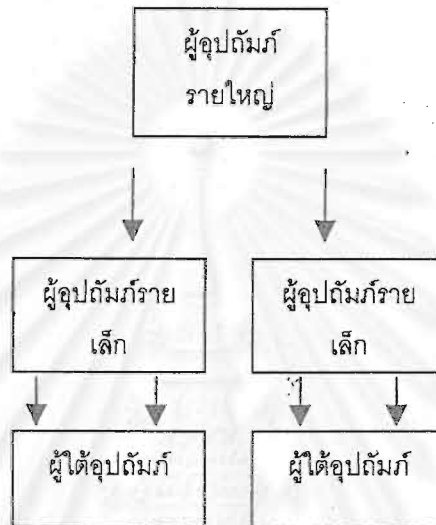 ผู้อุปถัมภ์
รายใหญ่
ผู้อุปถัมภ์ราย
เล็ก
ผู้อุปถัมภ์ราย
เล็ก
ผู้ใต้อุปถัมภ์
ผู้ใต้อุปถัมภ์